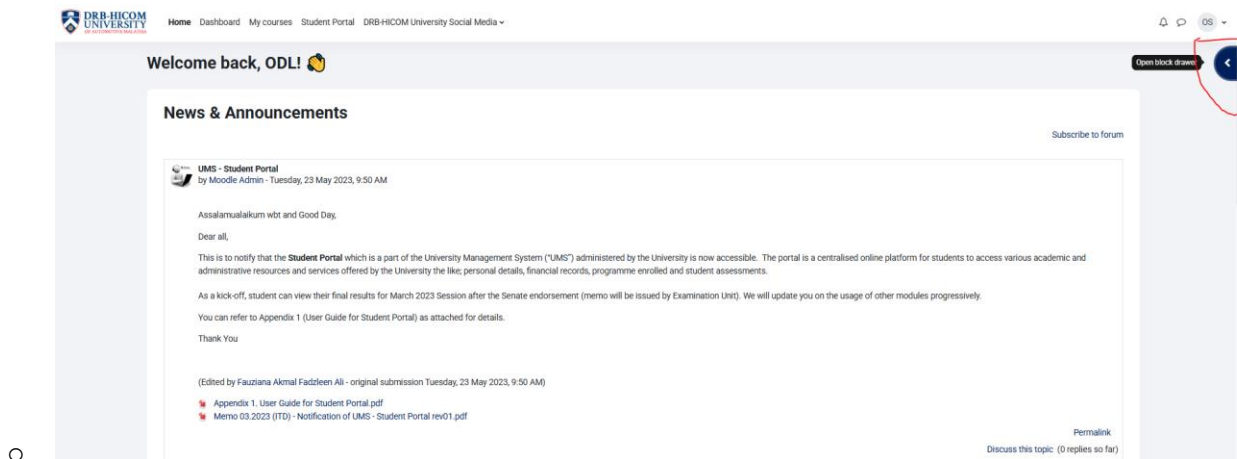 DRB-HICOM
UNIVERSITY
OF AUTOMOTIVE MALAYSIA
Home Dashboard My courses Student Portal DRB-HICOM University Social Media
OS
Welcome back, ODL!
Open block drawer
News & Announcements
Subscribe to forum
UMS - Student Portal
by Moodle Admin - Tuesday, 23 May 2023, 9:50 AM
Assalamualaikum wbt and Good Day,
Dear all,
This is to notify that the Student Portal which is a part of the University Management System ("UMS") administered by the University is now accessible. The portal is a centralised online platform for students to access various academic and
administrative resources and services offered by the University the like; personal details, financial records, programme enrolled and student assessments.
As a kick-off, student can view their final results for March 2023 Session after the Senate endorsement (memo will be issued by Examination Unit). We will update you on the usage of other modules progressively.
You can refer to Appendix 1 (User Guide for Student Portal) as attached for details.
Thank You
(Edited by Fauziana Akmal Fadzleen Ali - original submission Tuesday, 23 May 2023, 9:50 AM)
Appendix 1. User Guide for Student Portal.pdf
Memo 03.2023 (ITD) - Notification of UMS - Student Portal rev01.pdf
Permalink
Discuss this topic (0 replies so far)